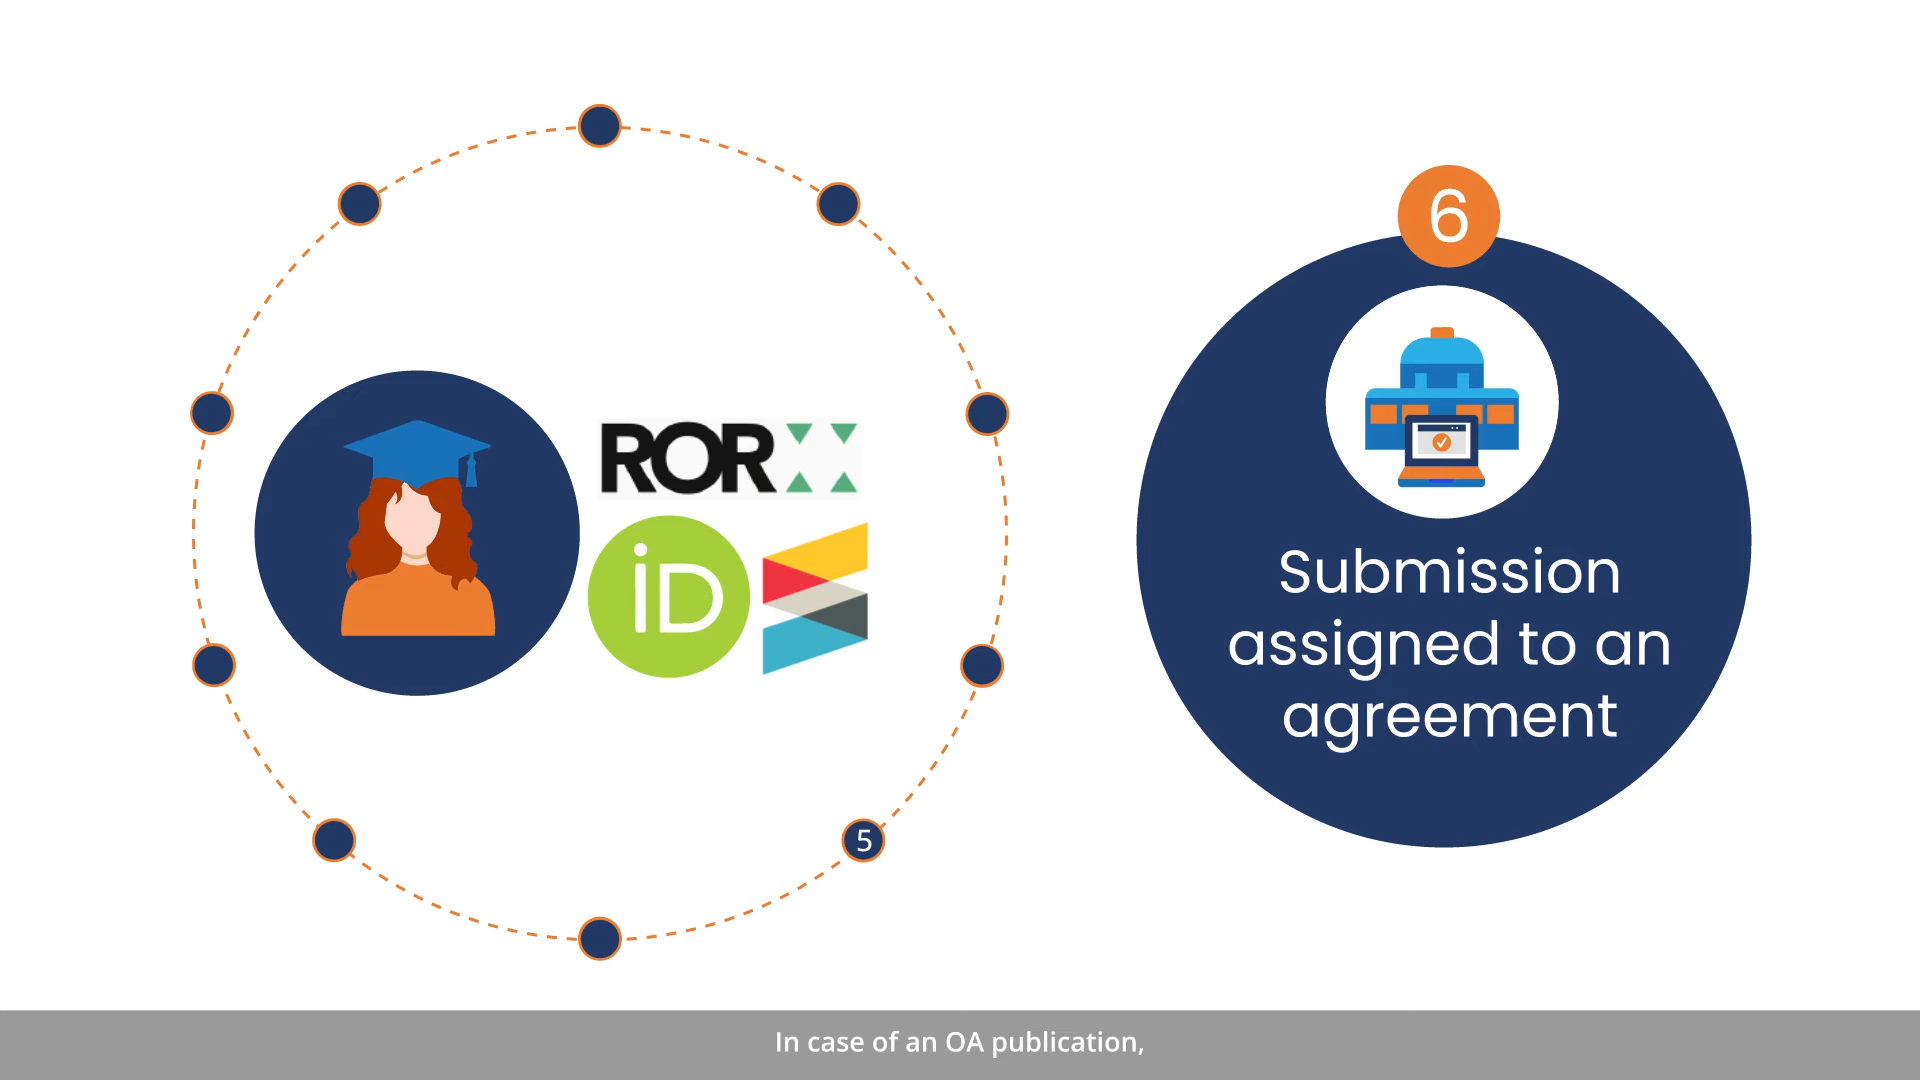 ROR
iD
5
6
Submission
assigned to an
agreement
In case of an OA publication,